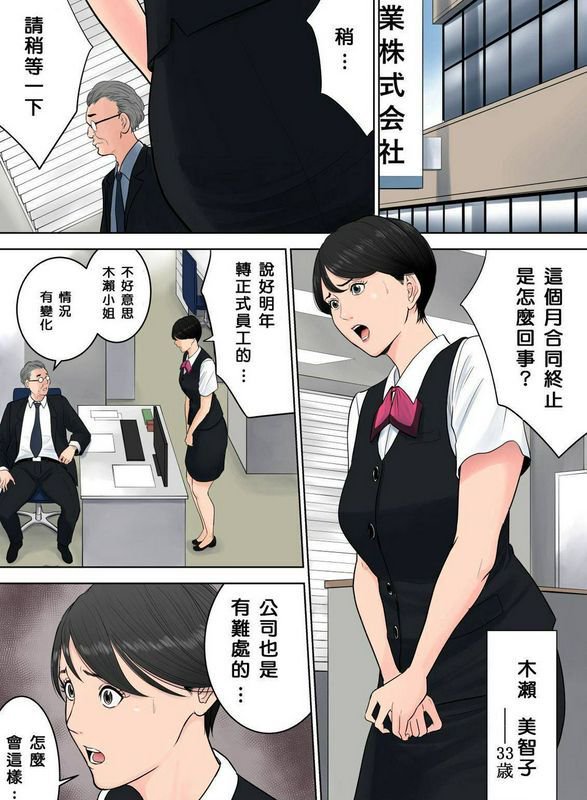 業株式会社
稍…
請稍等一下
這個月合同終止
是怎麼回事？
說好明年
轉正式員工的…
不好意思
木瀨小姐
情況
有變化
木瀨 美智子
——33歲
公司也是
有難處的…
怎麼
會這樣…